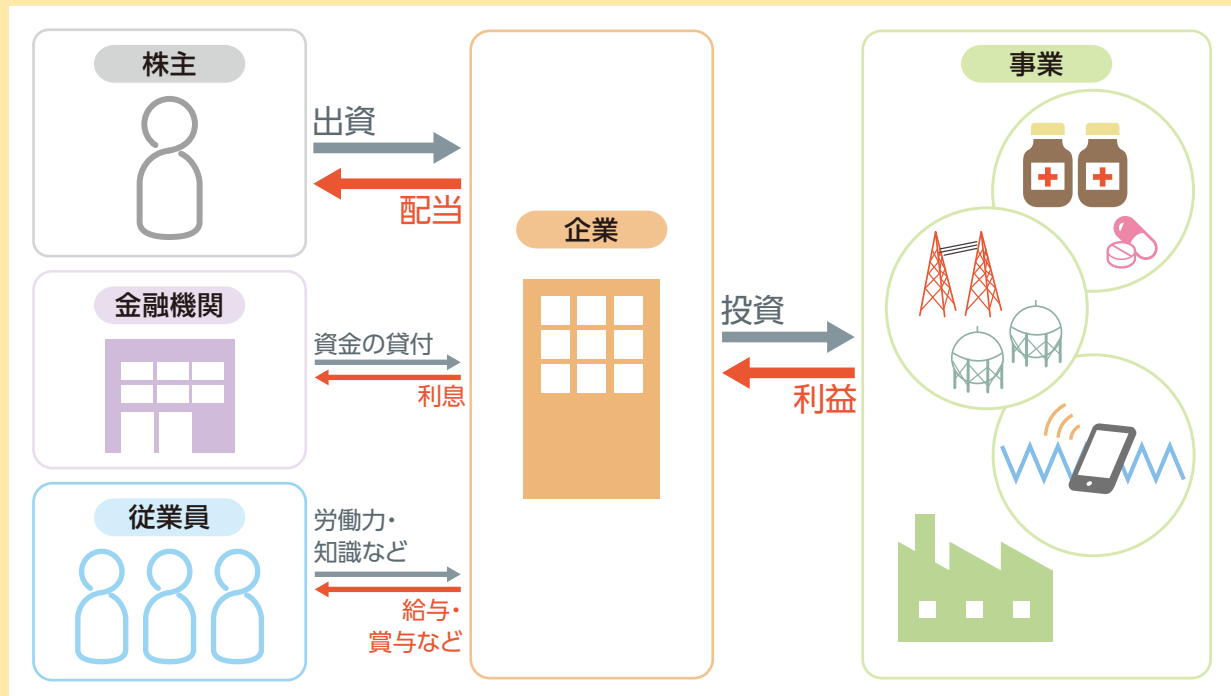 株主
出資
配当
金融機関
資金の貸付
利息
従業員
労働力・
知識など
給与・
賞与など
企業
投資
利益
事業